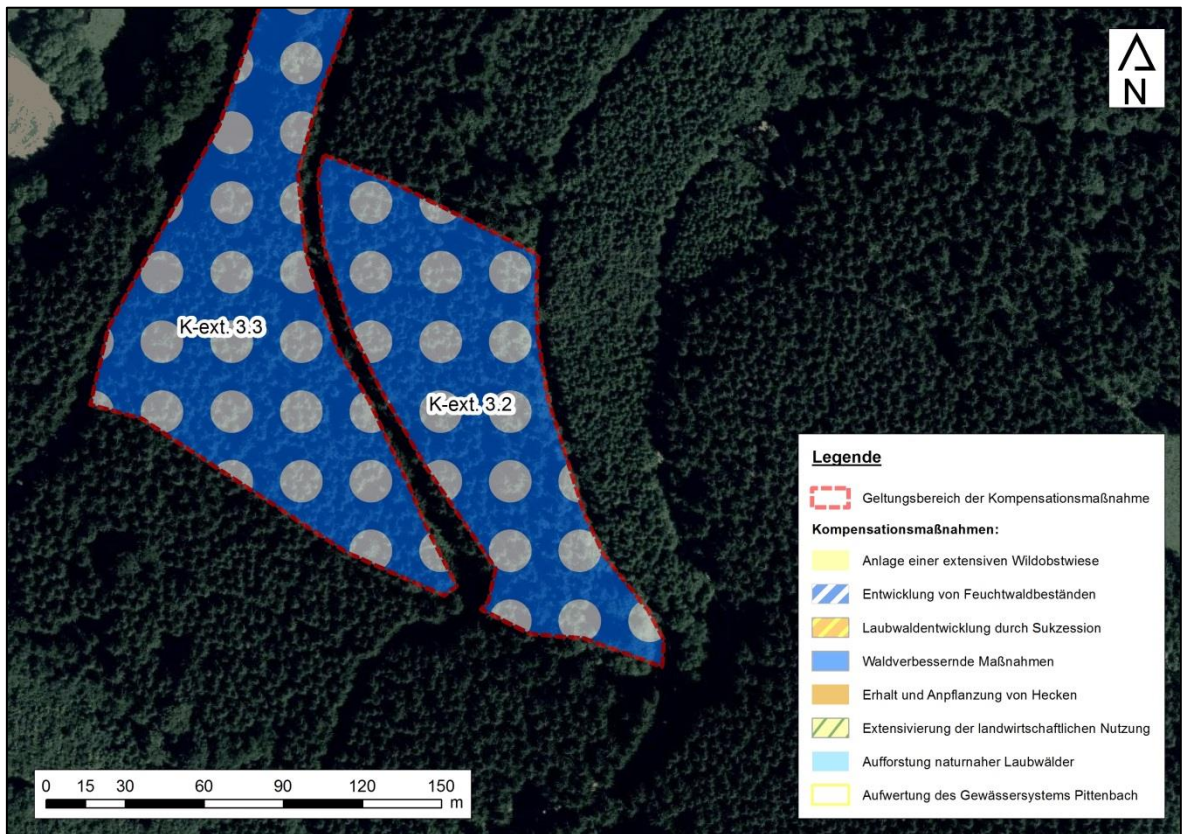 N
K-ext. 3.3
K-ext. 3.2
Legende
Geltungsbereich der Kompensationsmaßnahme
Kompensationsmaßnahmen:
Anlage einer extensiven Wildobstwiese
Entwicklung von Feuchtwaldbeständen
Laubwaldentwicklung durch Sukzession
Waldverbessernde Maßnahmen
Erhalt und Anpflanzung von Hecken
Extensivierung der landwirtschaftlichen Nutzung
Aufforstung naturnaher Laubwälder
Aufwertung des Gewässersystems Pittenbach
0 15 30 60 90 120 150
m